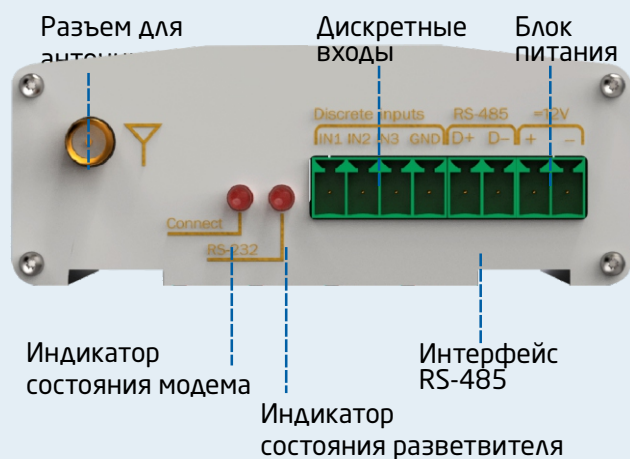 Разъем для
Дискретные
входы
Блок
питания
Discrete inputs RS-485 =12V
IN1 IN2 IN3 GND D+ D- + -
Connect
RS-232
Индикатор
состояния модема
Интерфейс
RS-485
Индикатор
состояния разветвителя